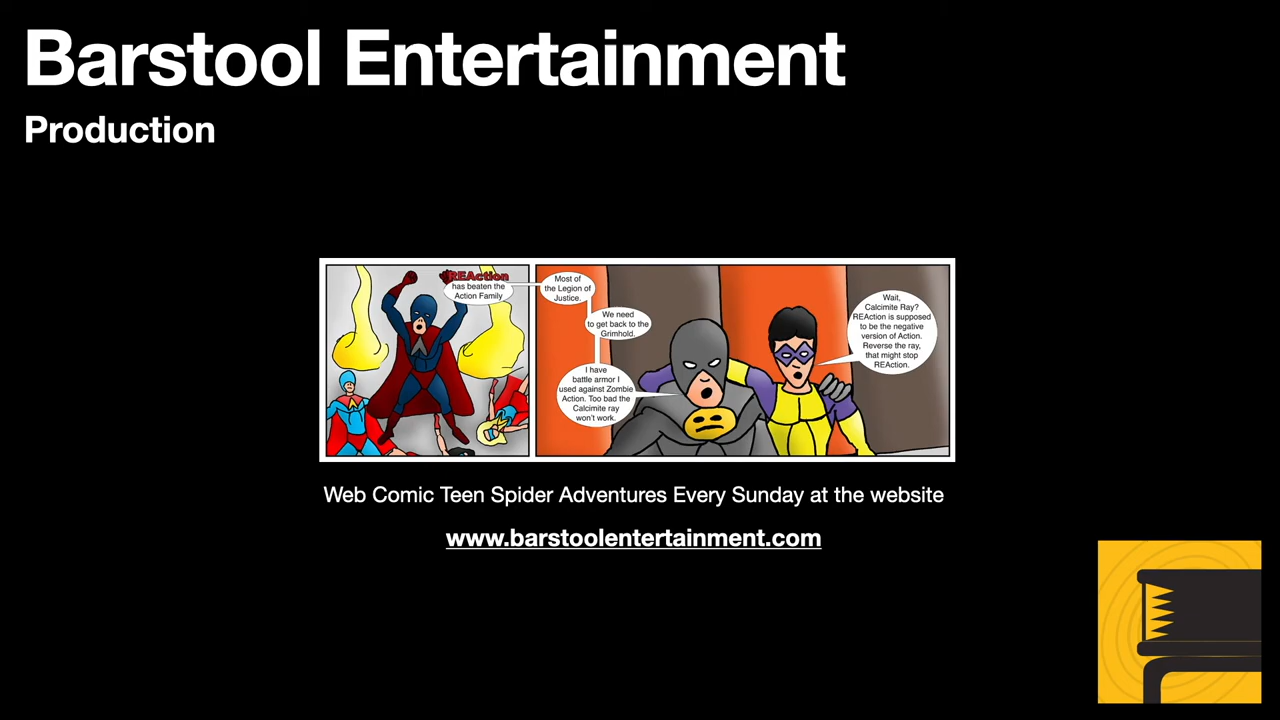 Barstool Entertainment
Production
REAction
has beaten the
Action Family
Most of
the Legion of
Justice.
We need
to get back to the
Grimhold.
I have
battle armor I
used against Zombie
Action. Too bad the
Calcimite ray
won't work.
Wait,
Calcimite Ray?
REAction is supposed
to be the negative
version of Action.
Reverse the ray,
that might stop
REAction.
Web Comic Teen Spider Adventures Every Sunday at the website
www.barstoolentertainment.com